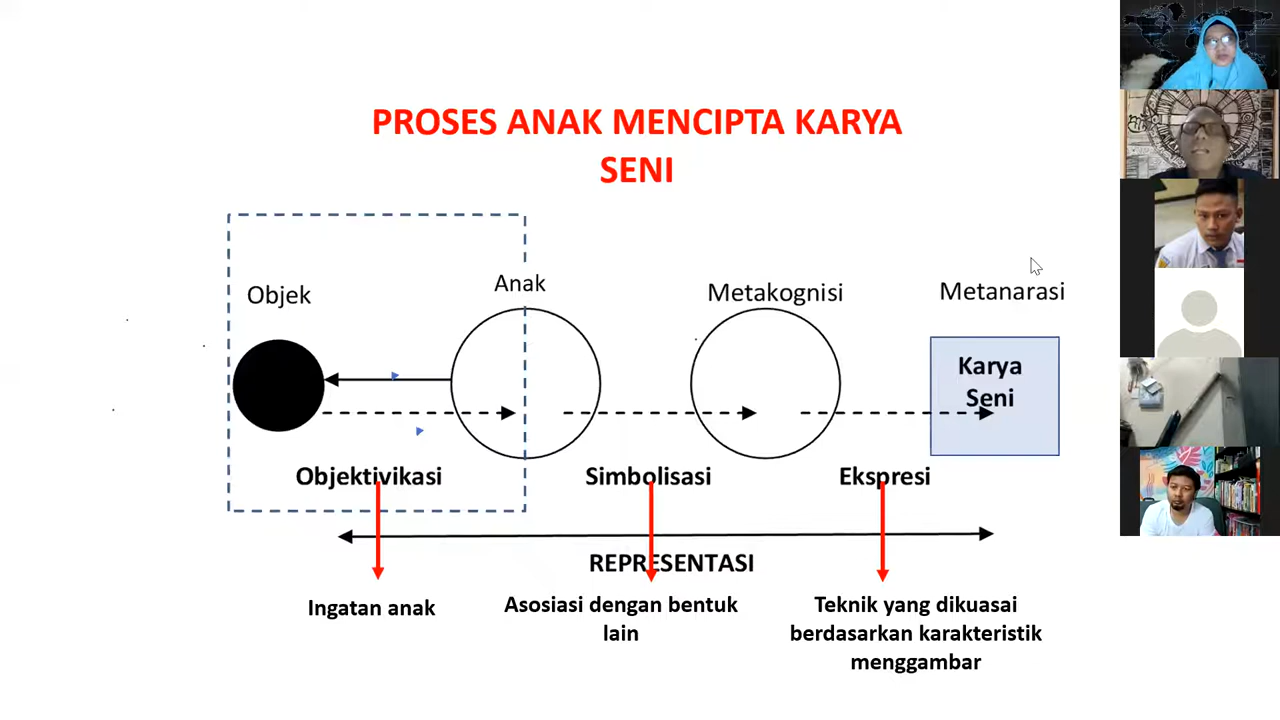 PROSES ANAK MENCIPTA KARYA
SENI
Objek
Anak
Metakognisi
Metanarasi
Karya
Seni
Objektivikasi
Simbolisasi
Ekspresi
REPRESENTASI
Ingatan anak
Asosiasi dengan bentuk
lain
Teknik yang dikuasai
berdasarkan karakteristik
menggambar